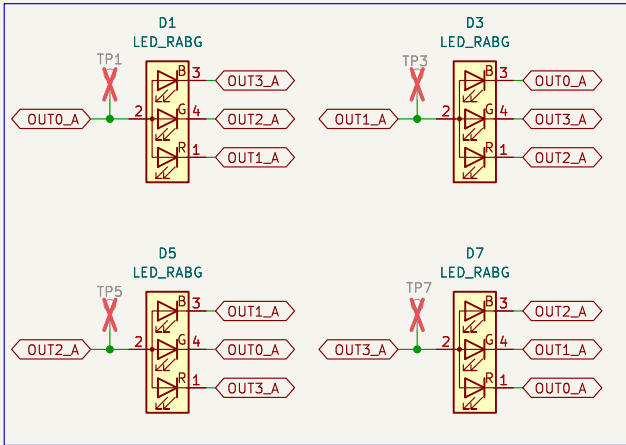 D1
LED_RABG
TP1
B 3 OUT3_A
OUT0_A 2 G 4 OUT2_A
R 1 OUT1_A
D3
LED_RABG
TP3
B 3 OUT0_A
OUT1_A 2 G 4 OUT3_A
R 1 OUT2_A
D5
LED_RABG
TP5
B 3 OUT1_A
OUT2_A 2 G 4 OUT0_A
R 1 OUT3_A
D7
LED_RABG
TP7
B 3 OUT2_A
OUT3_A 2 G 4 OUT1_A
R 1 OUT0_A